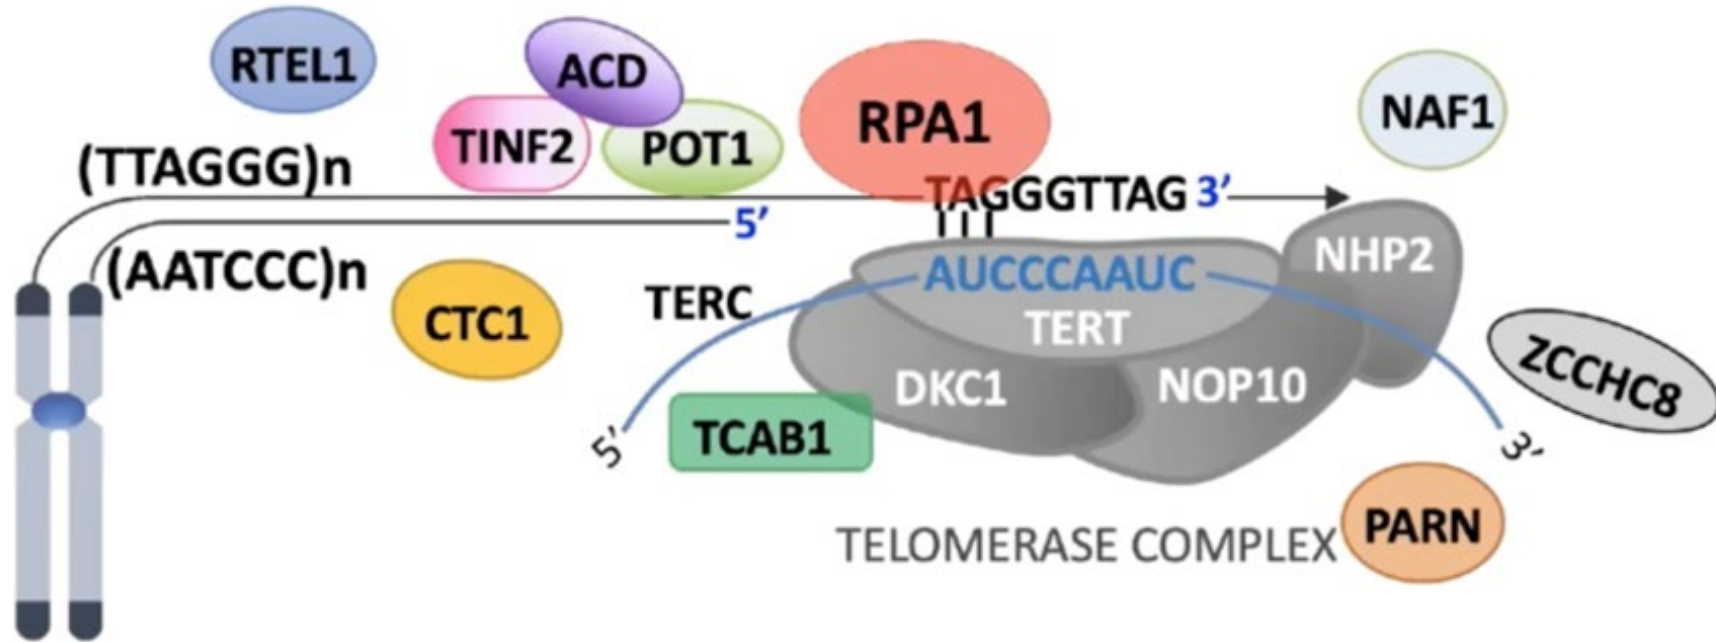 RTEL1
ACD
TINF2
POT1
RPA1
NAF1
(TTAGGG)n
TAGGGTTAG 3’
5’
(AATCCC)n
CTC1
TERC
AUCCCAAUC
NHP2
TERT
DKC1
NOP10
ZCCHC8
TCAB1
5’
3’
TELOMERASE COMPLEX
PARN